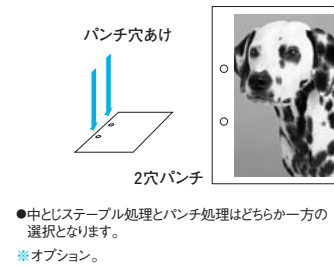 パンチ穴あけ
2穴パンチ
●中とじステープル処理とパンチ処理はどちらか一方の
選択となります。
※オプション。